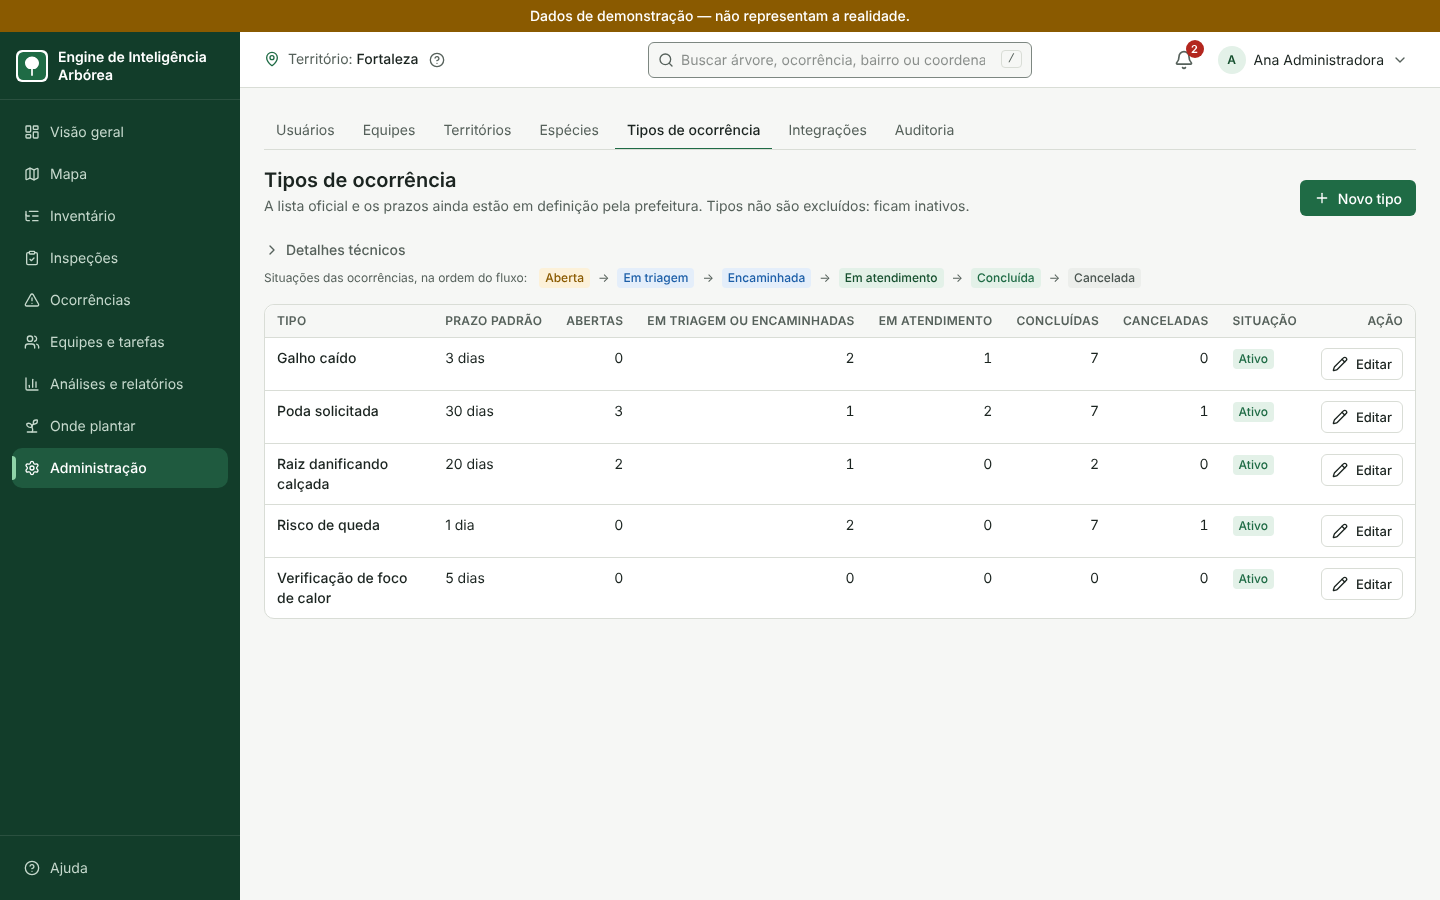 Dados de demonstração — não representam a realidade.
Engine de Inteligência
Arbórea
Território: Fortaleza
Buscar árvore, ocorrência, bairro ou coordena
/
2
A
Ana Administradora
Visão geral
Mapa
Inventário
Inspeções
Ocorrências
Equipes e tarefas
Análises e relatórios
Onde plantar
Administração
Ajuda
Usuários Equipes Territórios Espécies Tipos de ocorrência Integrações Auditoria
Tipos de ocorrência
A lista oficial e os prazos ainda estão em definição pela prefeitura. Tipos não são excluídos: ficam inativos.
+ Novo tipo
Detalhes técnicos
Situações das ocorrências, na ordem do fluxo: Aberta → Em triagem → Encaminhada → Em atendimento → Concluída → Cancelada
TIPO PRAZO PADRÃO ABERTAS EM TRIAGEM OU ENCAMINHADAS EM ATENDIMENTO CONCLUÍDAS CANCELADAS SITUAÇÃO AÇÃO
Galho caído 3 dias 0 2 1 7 0 Ativo Editar
Poda solicitada 30 dias 3 1 2 7 1 Ativo Editar
Raiz danificando 20 dias 2 1 0 2 0 Ativo Editar
calçada
Risco de queda 1 dia 0 2 0 7 1 Ativo Editar
Verificação de foco 5 dias 0 0 0 0 0 Ativo Editar
de calor